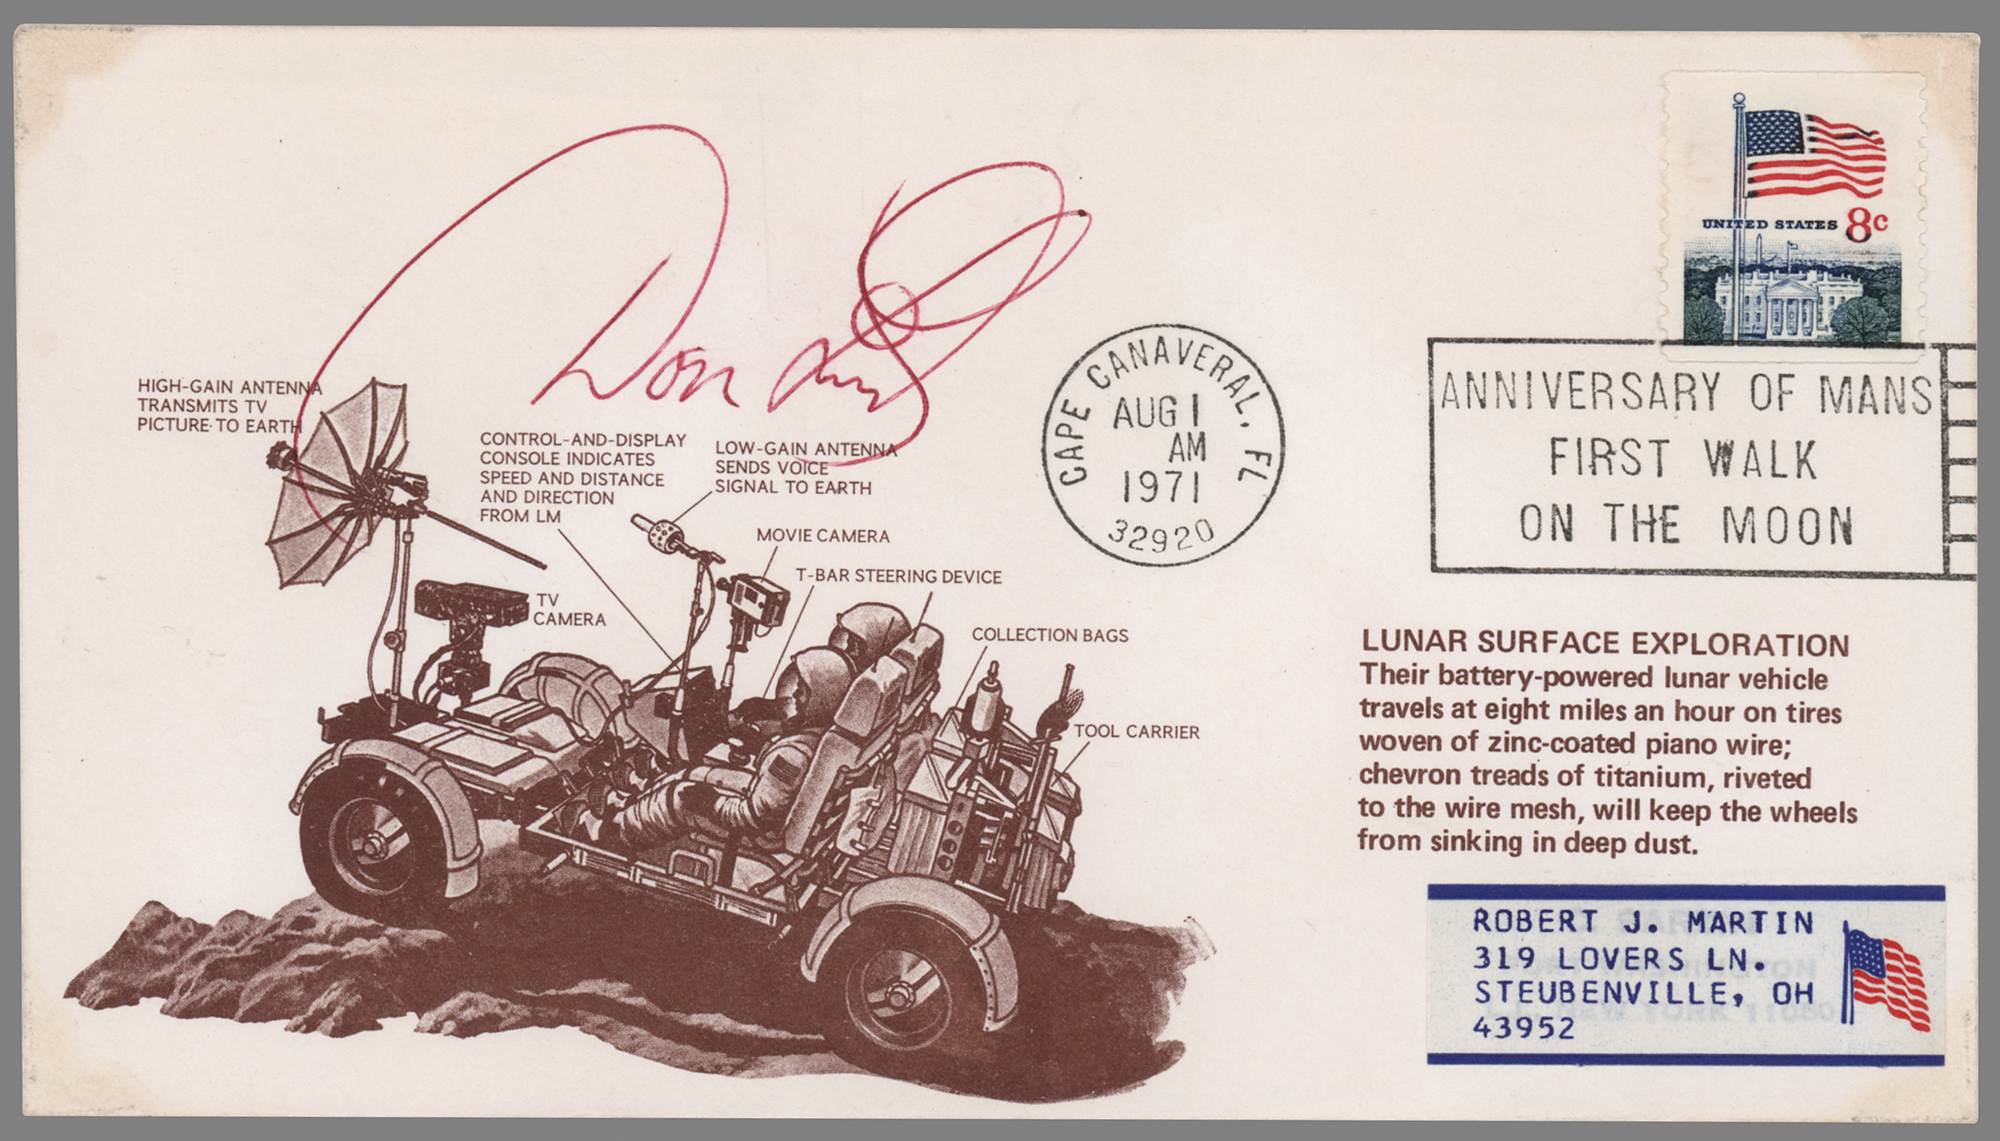 UNITED STATES 8c
HIGH-GAIN ANTENNA
TRANSMITS TV
PICTURE TO EARTH
CONTROL-AND-DISPLAY
CONSOLE INDICATES
SPEED AND DISTANCE
AND DIRECTION
FROM LM
LOW-GAIN ANTENNA
SENDS VOICE
SIGNAL TO EARTH
MOVIE CAMERA
T-BAR STEERING DEVICE
TV
CAMERA
COLLECTION BAGS
TOOL CARRIER
Don
CAPE CANAVERAL, FL
AUG 1
AM
1971
32920
ANNIVERSARY OF MANS
FIRST WALK
ON THE MOON
LUNAR SURFACE EXPLORATION
Their battery-powered lunar vehicle
travels at eight miles an hour on tires
woven of zinc-coated piano wire;
chevron treads of titanium, riveted
to the wire mesh, will keep the wheels
from sinking in deep dust.
ROBERT J. MARTIN
319 LOVERS LN.
STEUBENVILLE, OH
43952